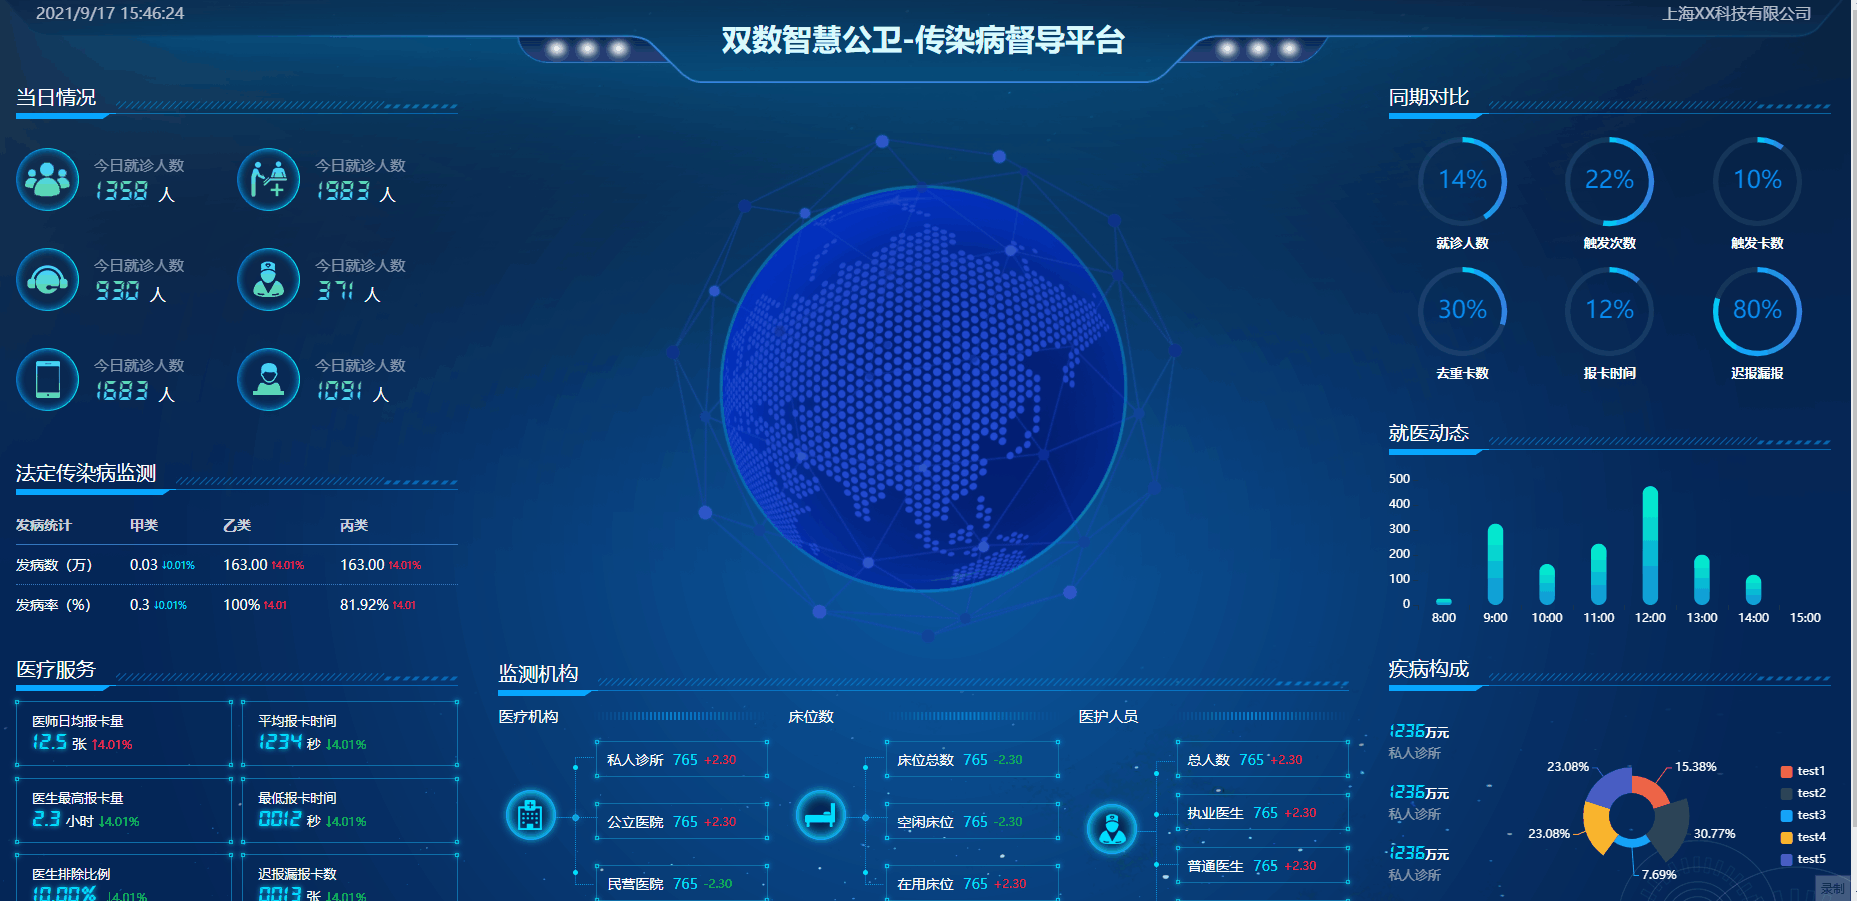 2021/9/17 15:46:24
双数智慧公卫-传染病督导平台
上海XX科技有限公司
当日情况
今日就诊人数
1358 人
今日就诊人数
1983 人
今日就诊人数
930 人
今日就诊人数
371 人
今日就诊人数
1683 人
今日就诊人数
1091 人
法定传染病监测
发病统计 甲类 乙类 丙类
发病数（万） 0.03 ↓0.01% 163.00 ↑4.01% 163.00 ↑4.01%
发病率（%） 0.3 ↓0.01% 100% ↑4.01 81.92% ↑4.01
医疗服务
医师日均报卡量
12.5 张 ↑4.01%
平均报卡时间
1234 秒 ↓4.01%
医生最高报卡量
2.3 小时 ↓4.01%
最低报卡时间
0012 秒 ↓4.01%
医生排除比例
10.00% ↓4.01%
迟报漏报卡数
0013 张 ↓4.01%
监测机构
医疗机构
私人诊所 765 +2.30
公立医院 765 +2.30
民营医院 765 -2.30
床位数
床位总数 765 -2.30
空闲床位 765 -2.30
在用床位 765 +2.30
医护人员
总人数 765 +2.30
执业医生 765 +2.30
普通医生 765 +2.30
同期对比
14%
就诊人数
22%
触发次数
10%
触发卡数
30%
去重卡数
12%
报卡时间
80%
迟报漏报
就医动态
500
400
300
200
100
0
8:00 9:00 10:00 11:00 12:00 13:00 14:00 15:00
疾病构成
1236万元
私人诊所
1236万元
私人诊所
1236万元
私人诊所
23.08%
15.38%
23.08%
30.77%
7.69%
test1
test2
test3
test4
test5
录制